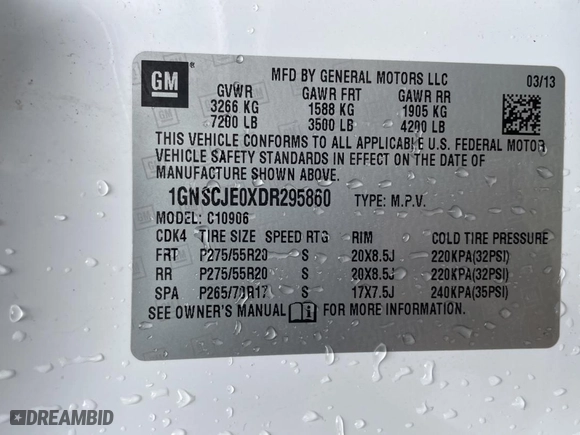 GM
MFD BY GENERAL MOTORS LLC
03/13
GVWR GAWR FRT GAWR RR
3266 KG 1588 KG 1905 KG
7200 LB 3500 LB 4200 LB
THIS VEHICLE CONFORMS TO ALL APPLICABLE U.S. FEDERAL MOTOR
VEHICLE SAFETY STANDARDS IN EFFECT ON THE DATE OF
MANUFACTURE SHOWN ABOVE.
1GNSCJE0XDR295860 TYPE: M.P.V.
MODEL: C10906
CDK4 TIRE SIZE SPEED RTG RIM COLD TIRE PRESSURE
FRT P275/55R20 S 20X8.5J 220KPA(32PSI)
RR P275/55R20 S 20X8.5J 220KPA(32PSI)
SPA P265/70R17 S 17X7.5J 240KPA(35PSI)
SEE OWNER'S MANUAL FOR MORE INFORMATION.
DREAMBID